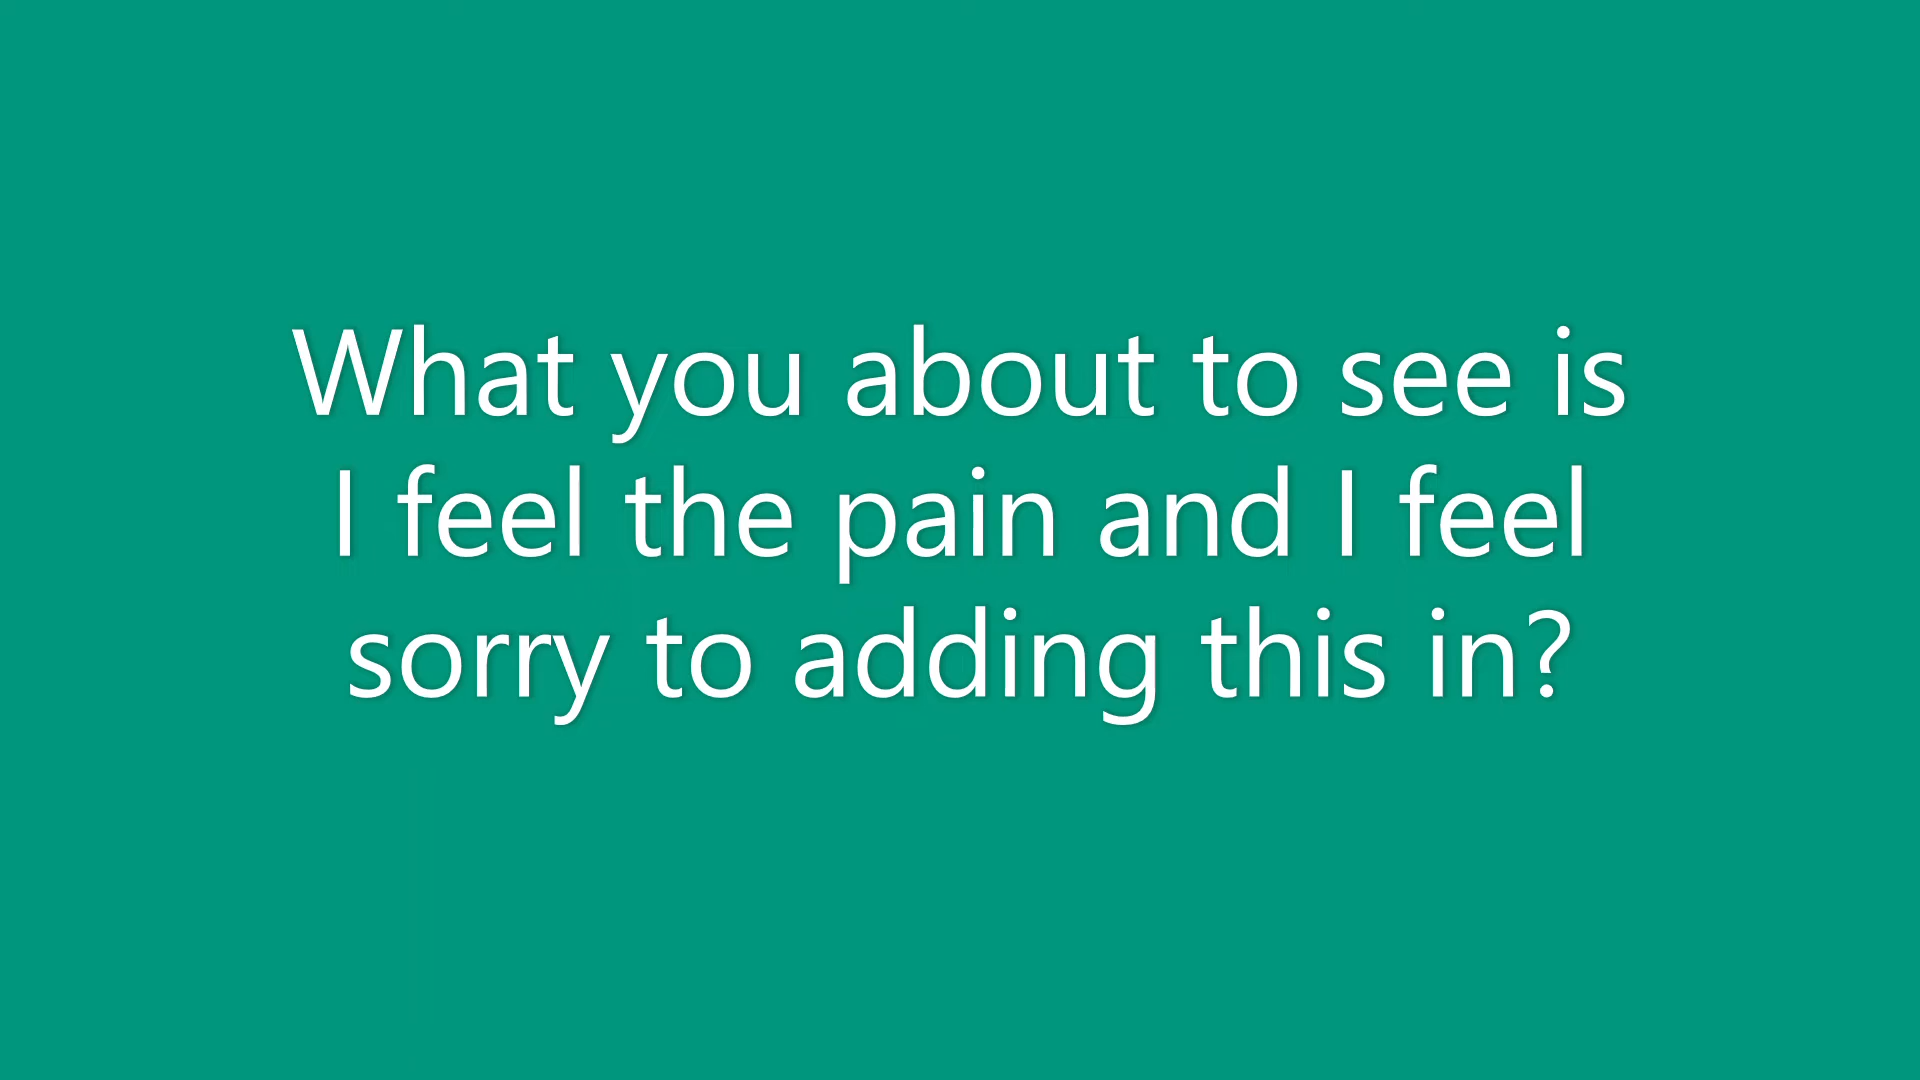 What you about to see is
I feel the pain and I feel
sorry to adding this in?